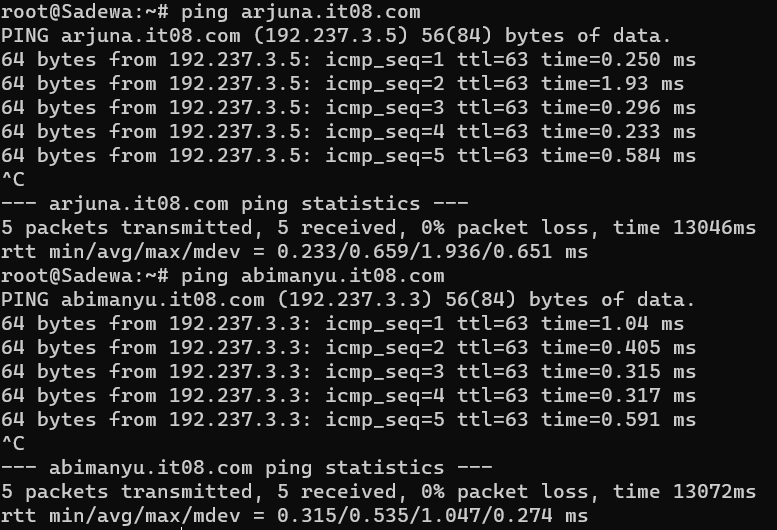 root@Sadewa:~# ping arjuna.it08.com
PING arjuna.it08.com (192.237.3.5) 56(84) bytes of data.
64 bytes from 192.237.3.5: icmp_seq=1 ttl=63 time=0.250 ms
64 bytes from 192.237.3.5: icmp_seq=2 ttl=63 time=1.93 ms
64 bytes from 192.237.3.5: icmp_seq=3 ttl=63 time=0.296 ms
64 bytes from 192.237.3.5: icmp_seq=4 ttl=63 time=0.233 ms
64 bytes from 192.237.3.5: icmp_seq=5 ttl=63 time=0.584 ms
^C
--- arjuna.it08.com ping statistics ---
5 packets transmitted, 5 received, 0% packet loss, time 13046ms
rtt min/avg/max/mdev = 0.233/0.659/1.936/0.651 ms
root@Sadewa:~# ping abimanyu.it08.com
PING abimanyu.it08.com (192.237.3.3) 56(84) bytes of data.
64 bytes from 192.237.3.3: icmp_seq=1 ttl=63 time=1.04 ms
64 bytes from 192.237.3.3: icmp_seq=2 ttl=63 time=0.405 ms
64 bytes from 192.237.3.3: icmp_seq=3 ttl=63 time=0.315 ms
64 bytes from 192.237.3.3: icmp_seq=4 ttl=63 time=0.317 ms
64 bytes from 192.237.3.3: icmp_seq=5 ttl=63 time=0.591 ms
^C
--- abimanyu.it08.com ping statistics ---
5 packets transmitted, 5 received, 0% packet loss, time 13072ms
rtt min/avg/max/mdev = 0.315/0.535/1.047/0.274 ms